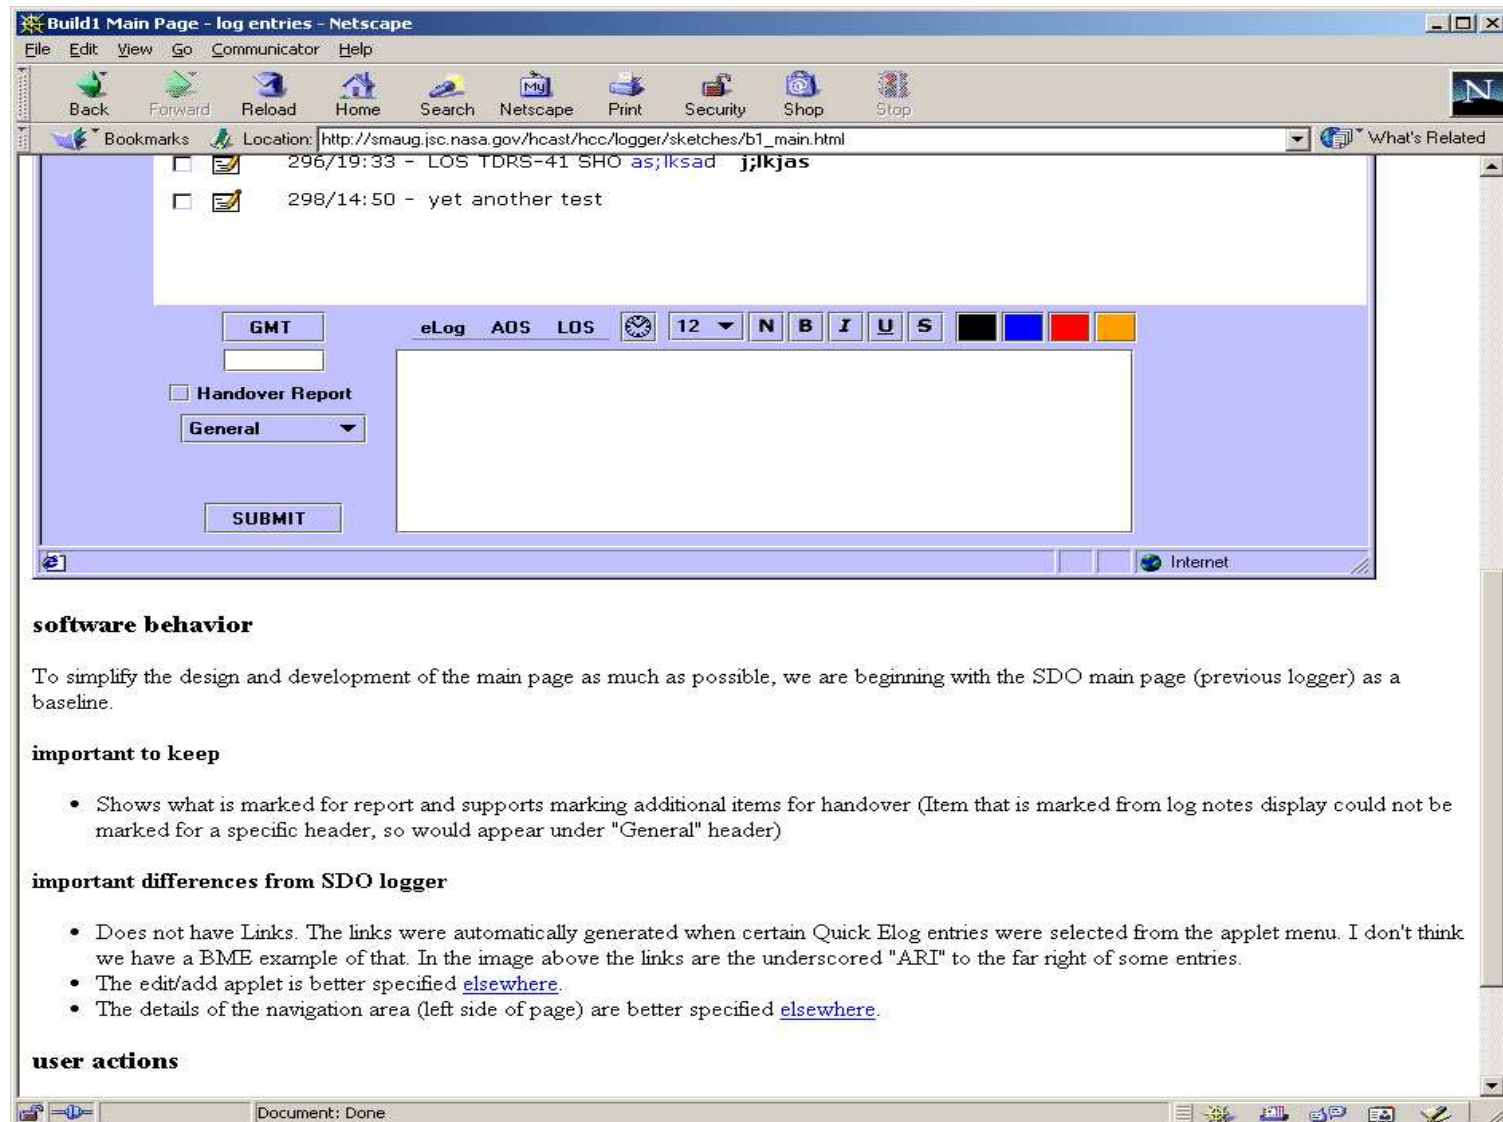 Build1 Main Page - log entries - Netscape
File Edit View Go Communicator Help
My
N
Back Forward Reload Home Search Netscape Print Security Shop Stop
Bookmarks Location: http://smaug.jsc.nasa.gov/hcast/hcc/logger/sketches/b1_main.html What's Related
296/19:33 - LOS TDRS-41 SHO as;lksad j;lkjas
298/14:50 - yet another test
GMT eLog AOS LOS 12 N B I U S
Handover Report
General
SUBMIT
Internet
software behavior
To simplify the design and development of the main page as much as possible, we are beginning with the SDO main page (previous logger) as a
baseline.
important to keep
• Shows what is marked for report and supports marking additional items for handover (Item that is marked from log notes display could not be
marked for a specific header, so would appear under "General" header)
important differences from SDO logger
• Does not have Links. The links were automatically generated when certain Quick Elog entries were selected from the applet menu. I don't think
we have a BME example of that. In the image above the links are the underscored "ARI" to the far right of some entries.
• The edit/add applet is better specified elsewhere.
• The details of the navigation area (left side of page) are better specified elsewhere.
user actions
Document: Done